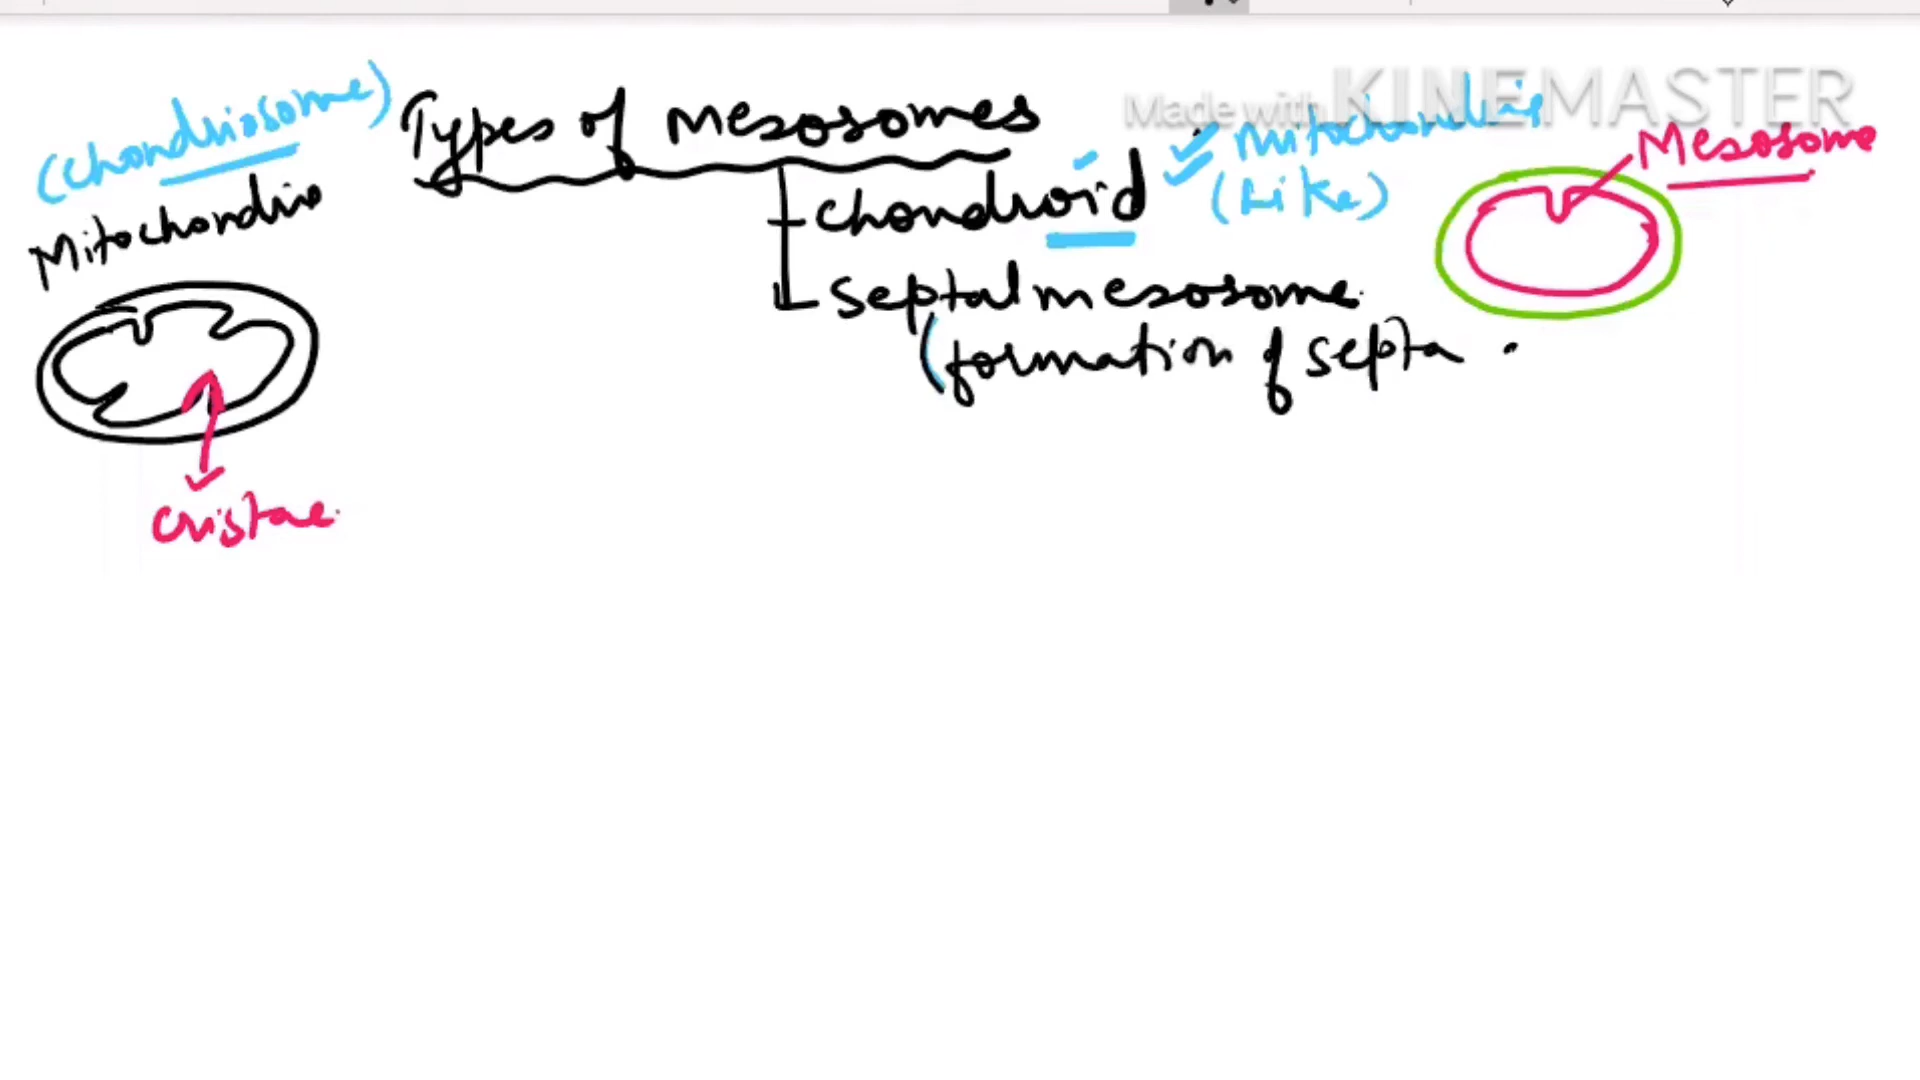 (Chondriosome)
Mitochondria
Types of mesosomes
Made with KINEMASTER
chondroid
mitochondria
(Like)
Mesosome
septal mesosome
(formation of septa
cristae